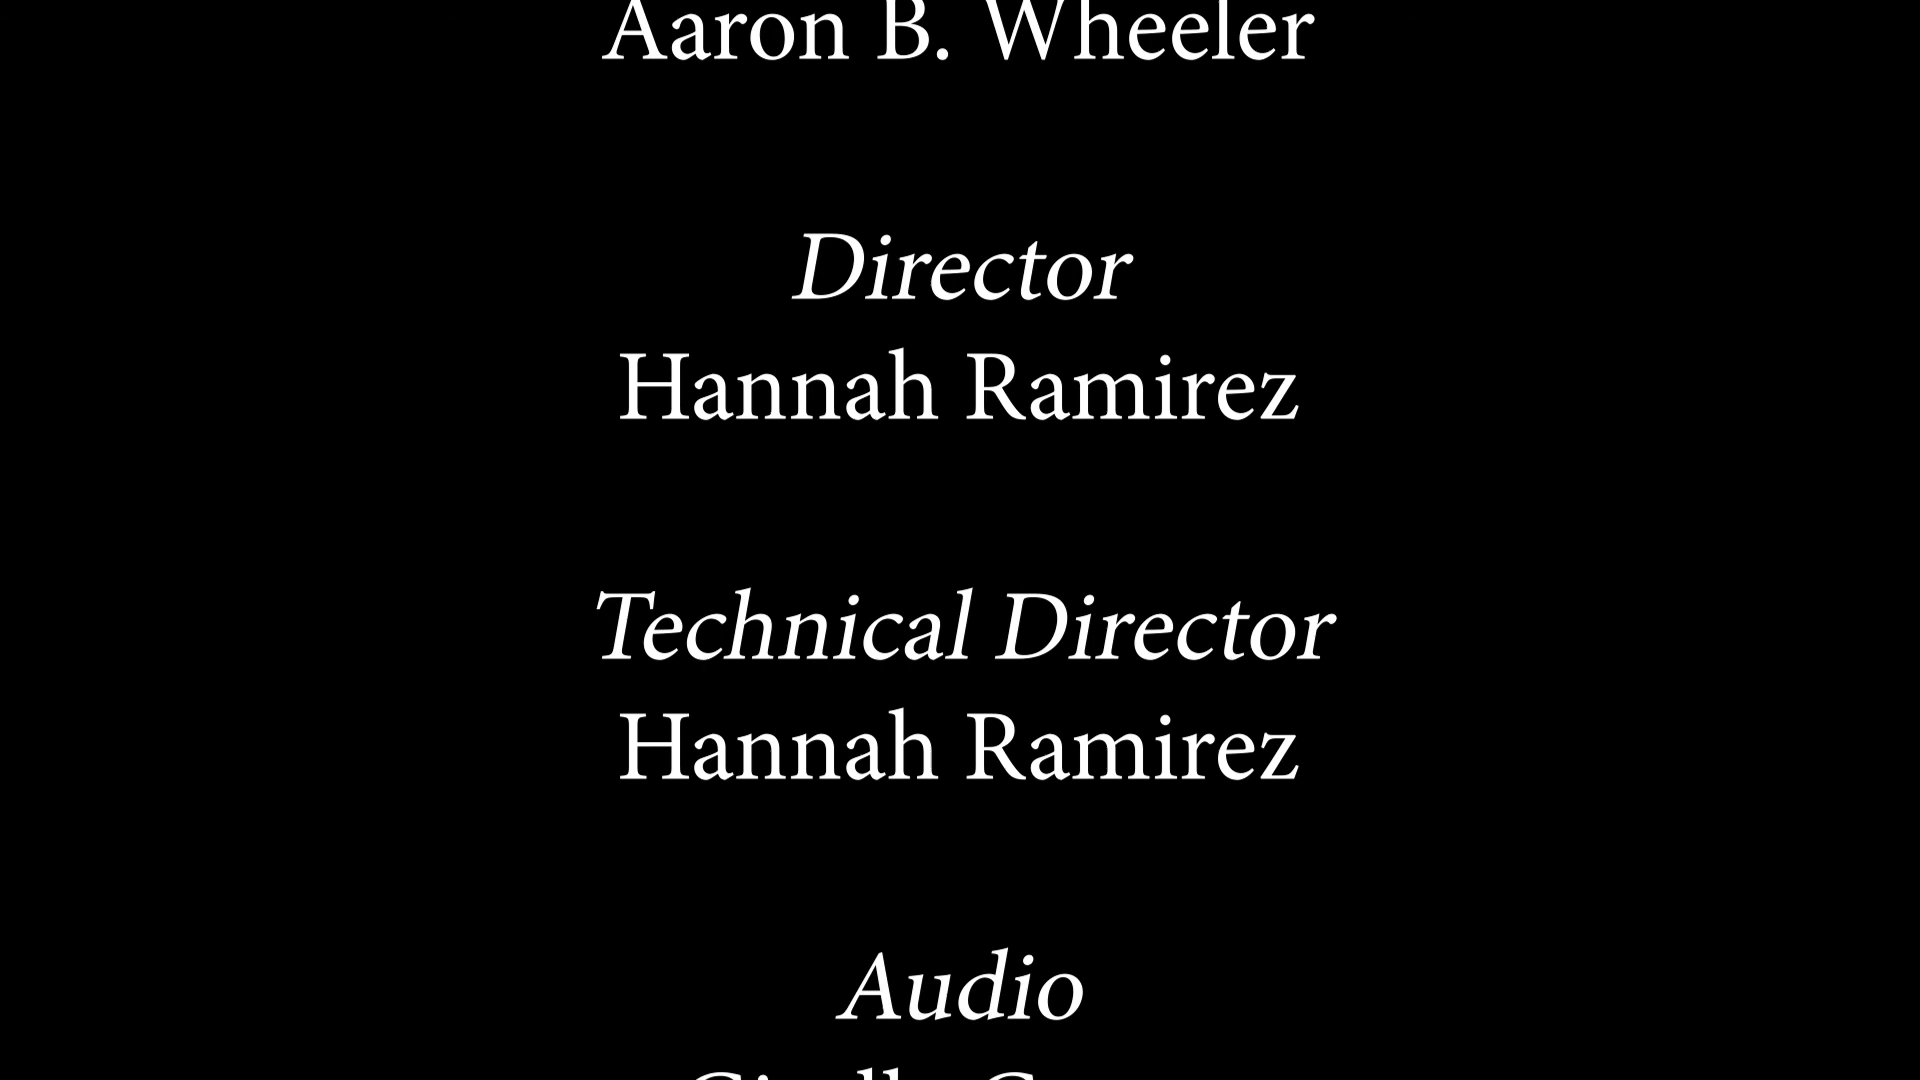 Aaron B. Wheeler
Director
Hannah Ramirez
Technical Director
Hannah Ramirez
Audio